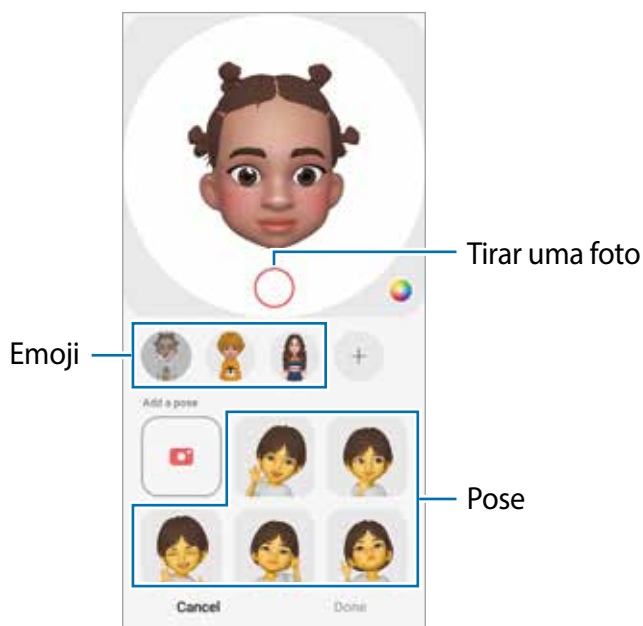 Tirar uma foto
Emoji
Add a pose
Pose
Cancel
Done